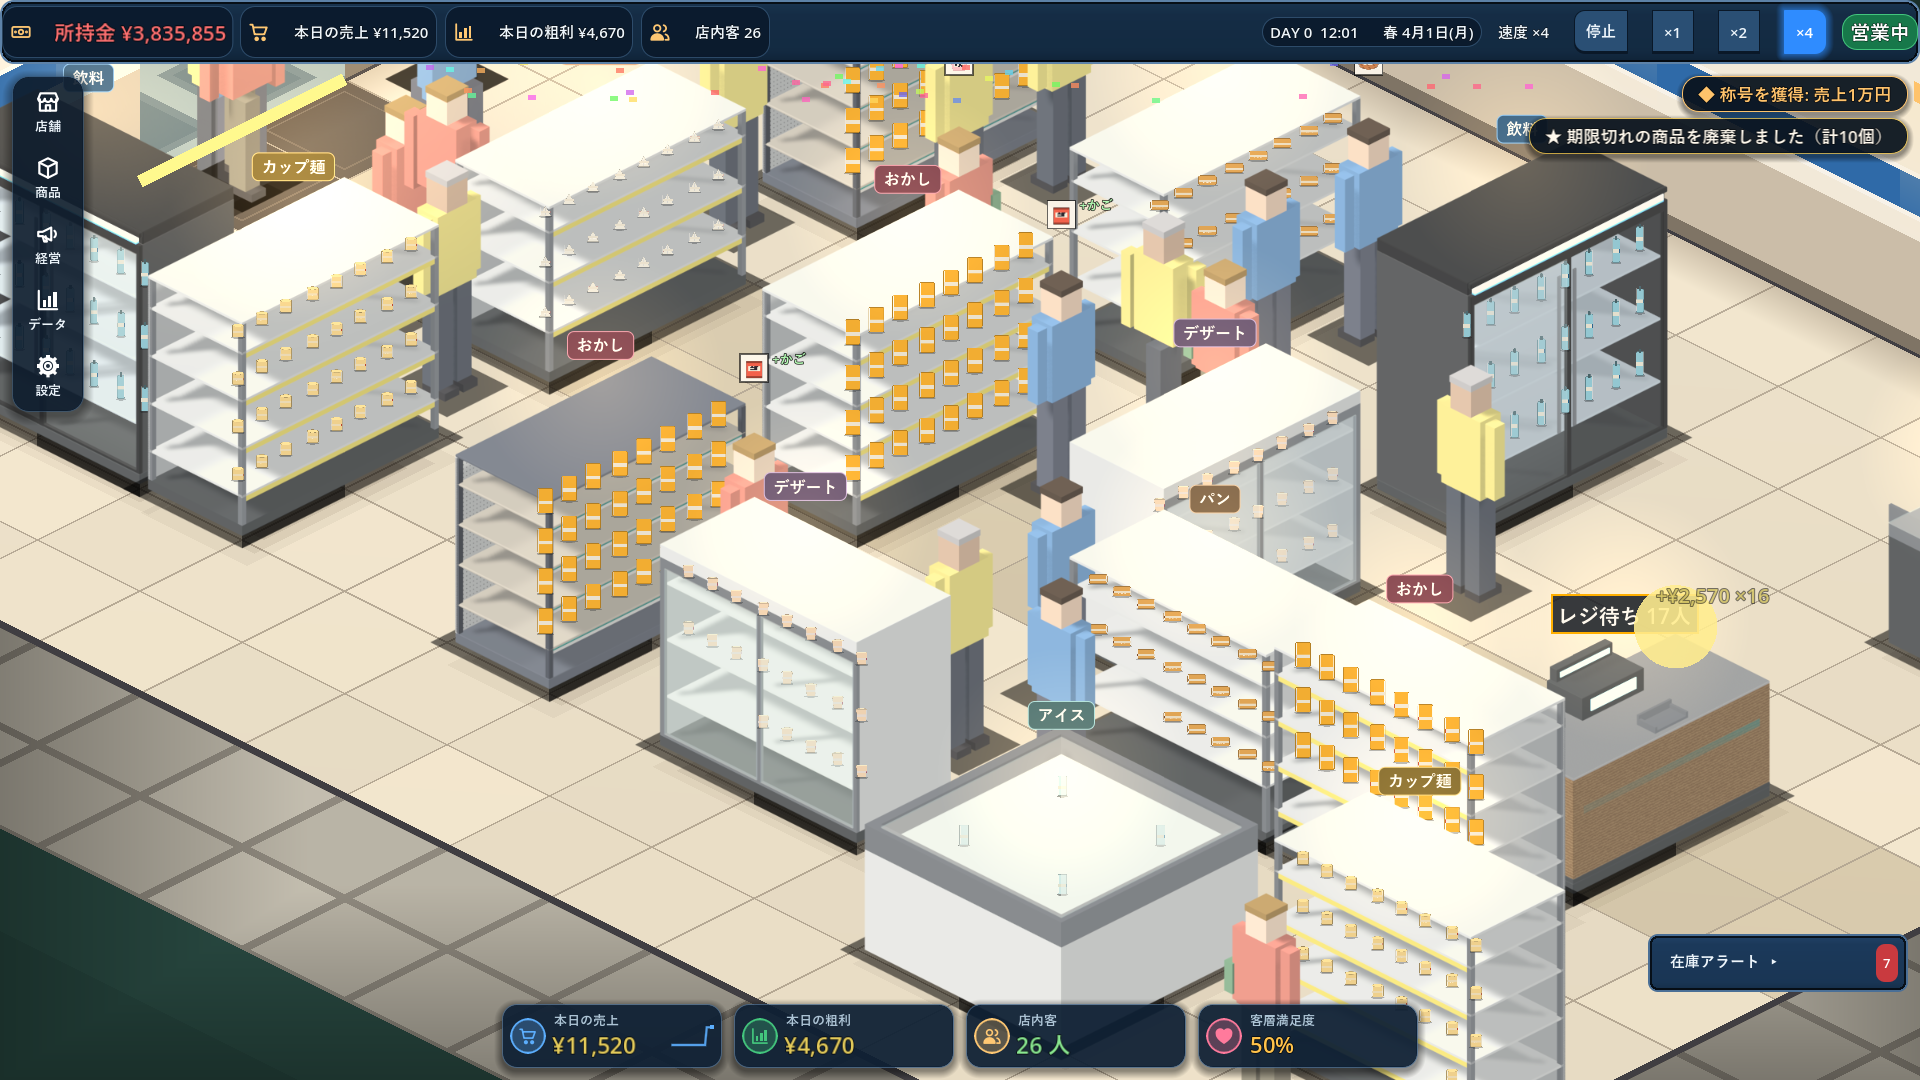 所持金 ¥3,835,855
本日の売上 ¥11,520
本日の粗利 ¥4,670
店内客 26
DAY 0 12:01
春 4月1日(月)
速度 ×4
停止
×1
×2
×4
営業中
飲料
店舗
商品
経営
データ
設定
◆ 称号を獲得: 売上1万円
★ 期限切れの商品を廃棄しました（計10個）
飲料
カップ麺
おかし
+かご
デザート
おかし
+かご
デザート
パン
おかし
+¥2,570 ×16
レジ待ち 17人
アイス
カップ麺
在庫アラート ▸
7
本日の売上
¥11,520
本日の粗利
¥4,670
店内客
26 人
客層満足度
50%